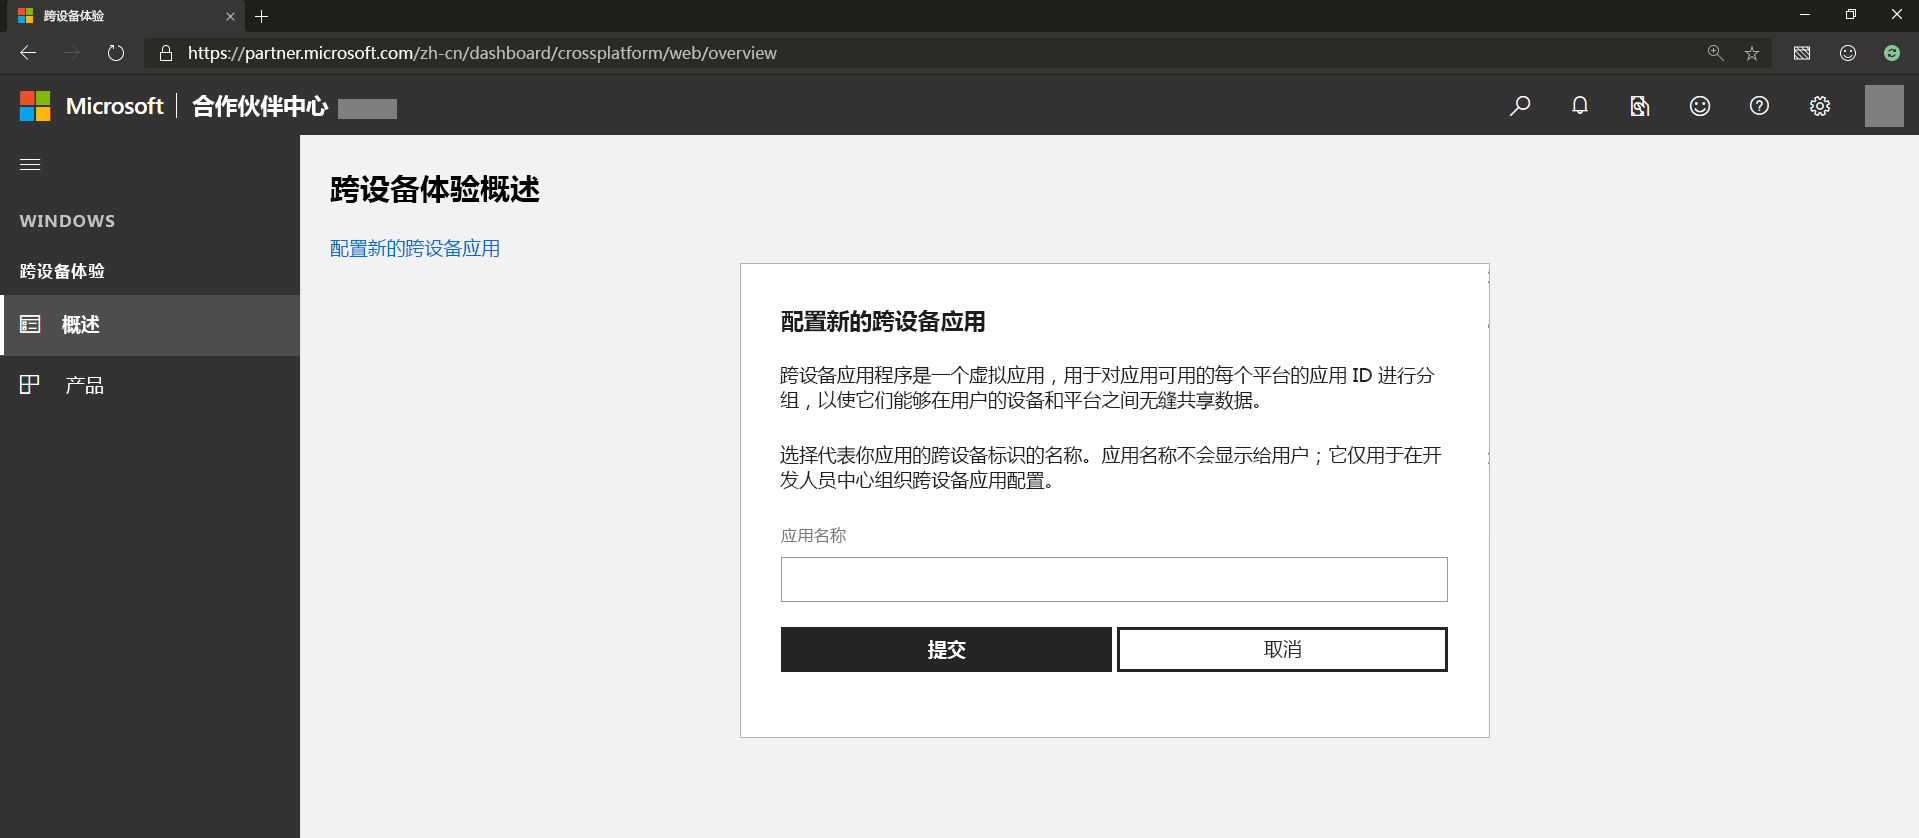 跨设备体验
https://partner.microsoft.com/zh-cn/dashboard/crossplatform/web/overview
Microsoft | 合作伙伴中心
WINDOWS
跨设备体验
概述
产品
跨设备体验概述
配置新的跨设备应用
配置新的跨设备应用
跨设备应用程序是一个虚拟应用，用于对应用可用的每个平台的应用 ID 进行分
组，以使它们能够在用户的设备和平台之间无缝共享数据。
选择代表你应用的跨设备标识的名称。应用名称不会显示给用户；它仅用于在开
发人员中心组织跨设备应用配置。
应用名称
提交
取消